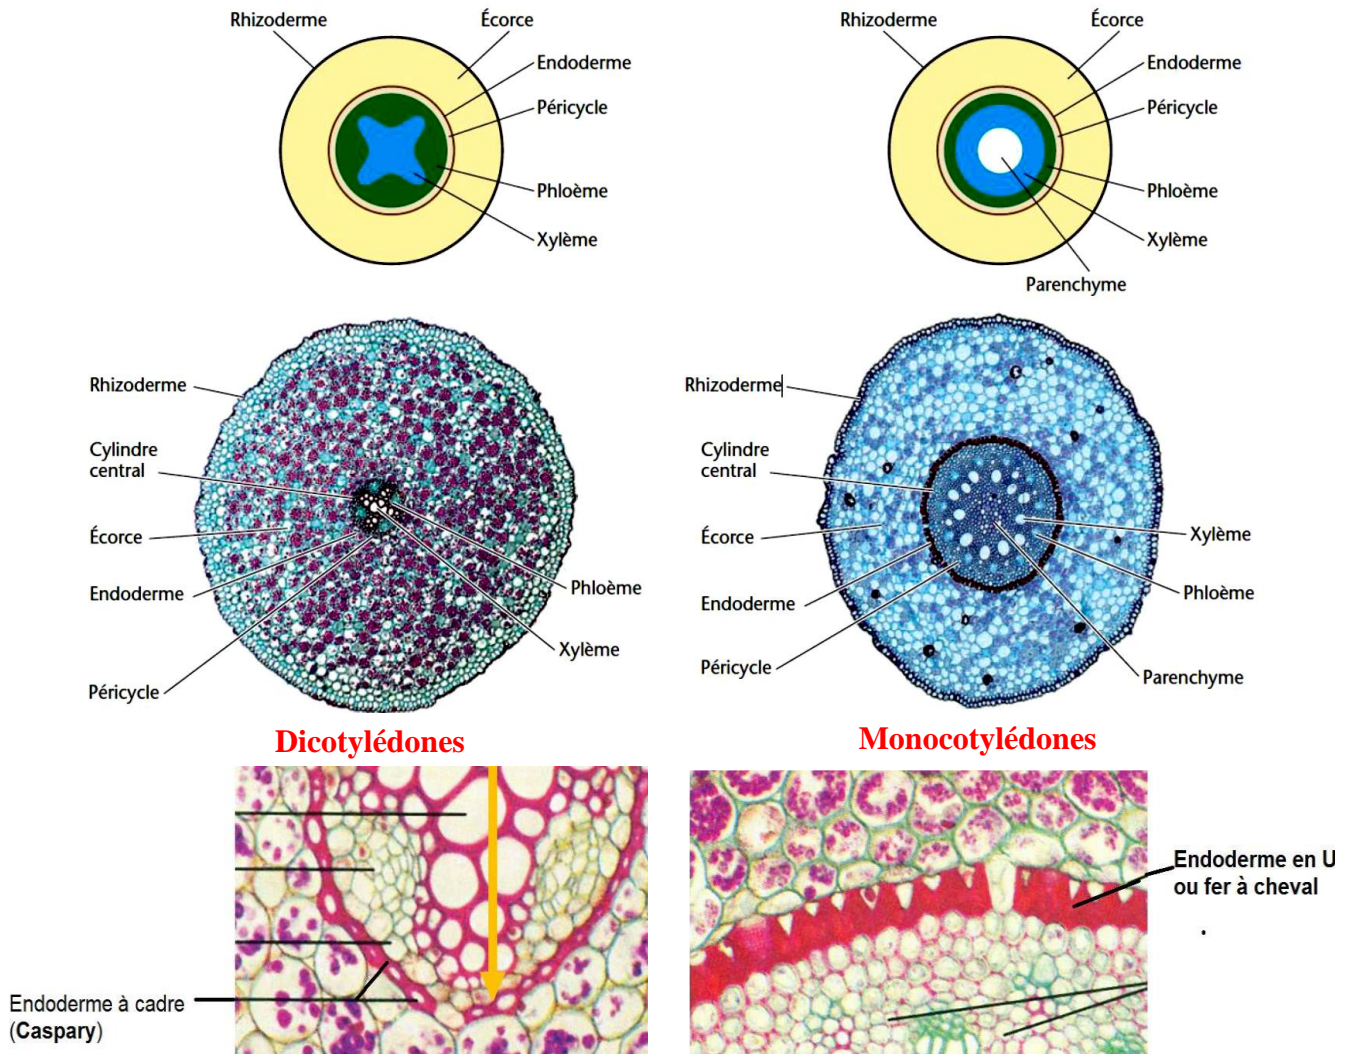 Rhizoderme
Écorce
Endoderme
Péricycle
Phloème
Xylème
Rhizoderme
Écorce
Endoderme
Péricycle
Phloème
Xylème
Parenchyme
Rhizoderme
Cylindre
central
Écorce
Endoderme
Péricycle
Phloème
Xylème
Rhizoderme
Cylindre
central
Écorce
Endoderme
Péricycle
Xylème
Phloème
Parenchyme
Dicotylédones
Monocotylédones
Endoderme à cadre
(Caspary)
Endoderme en U
ou fer à cheval
.